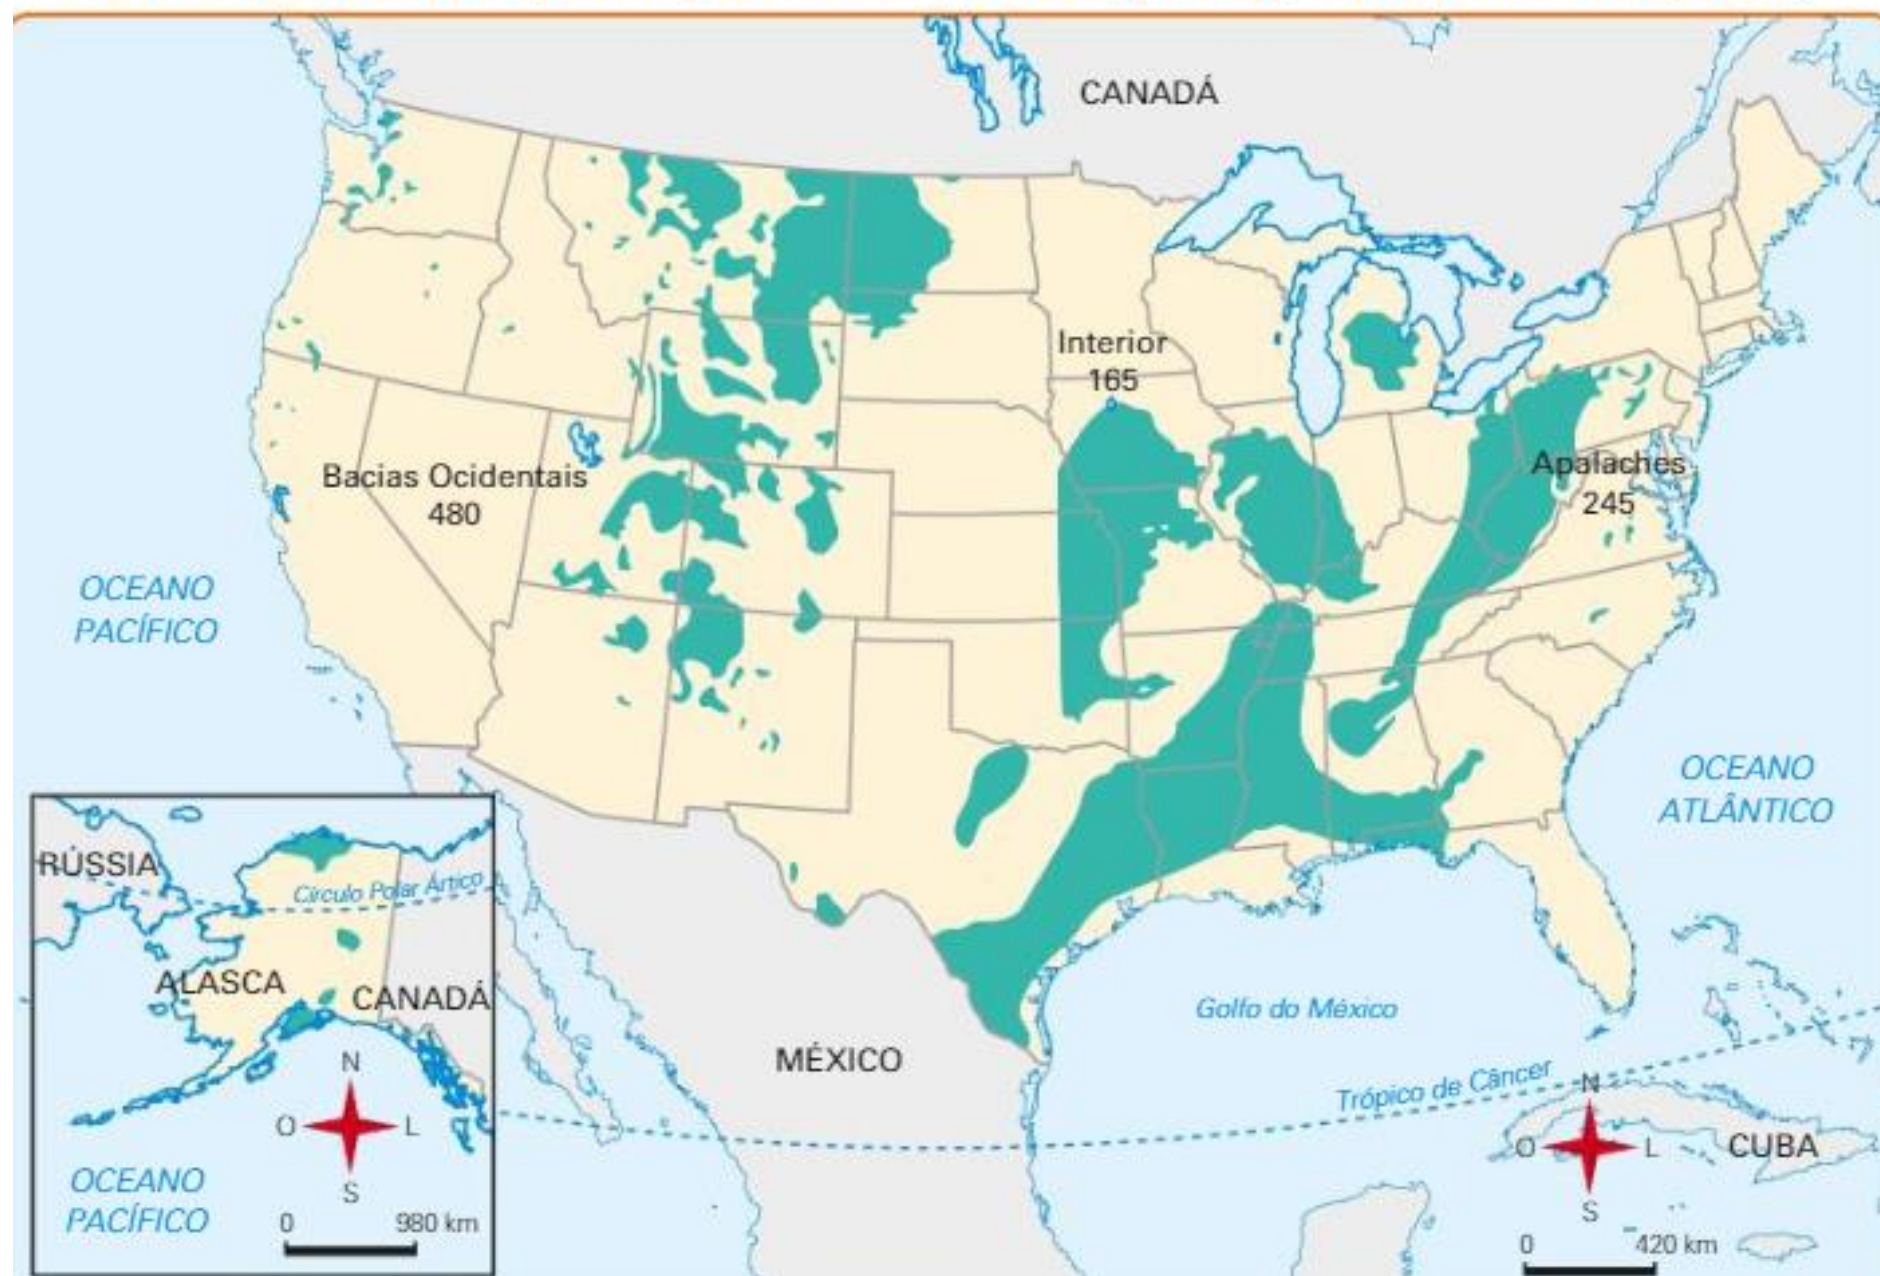 CANADÁ
Interior
165
Bacias Ocidentais
480
Apalaches
245
OCEANO
PACÍFICO
OCEANO
ATLÂNTICO
RÚSSIA
Círculo Polar Ártico
ALASCA
CANADÁ
Golfo do México
MÉXICO
Trópico de Câncer
N
O
L
S
OCEANO
PACÍFICO
0
980 km
N
O
L
CUBA
S
0
420 km